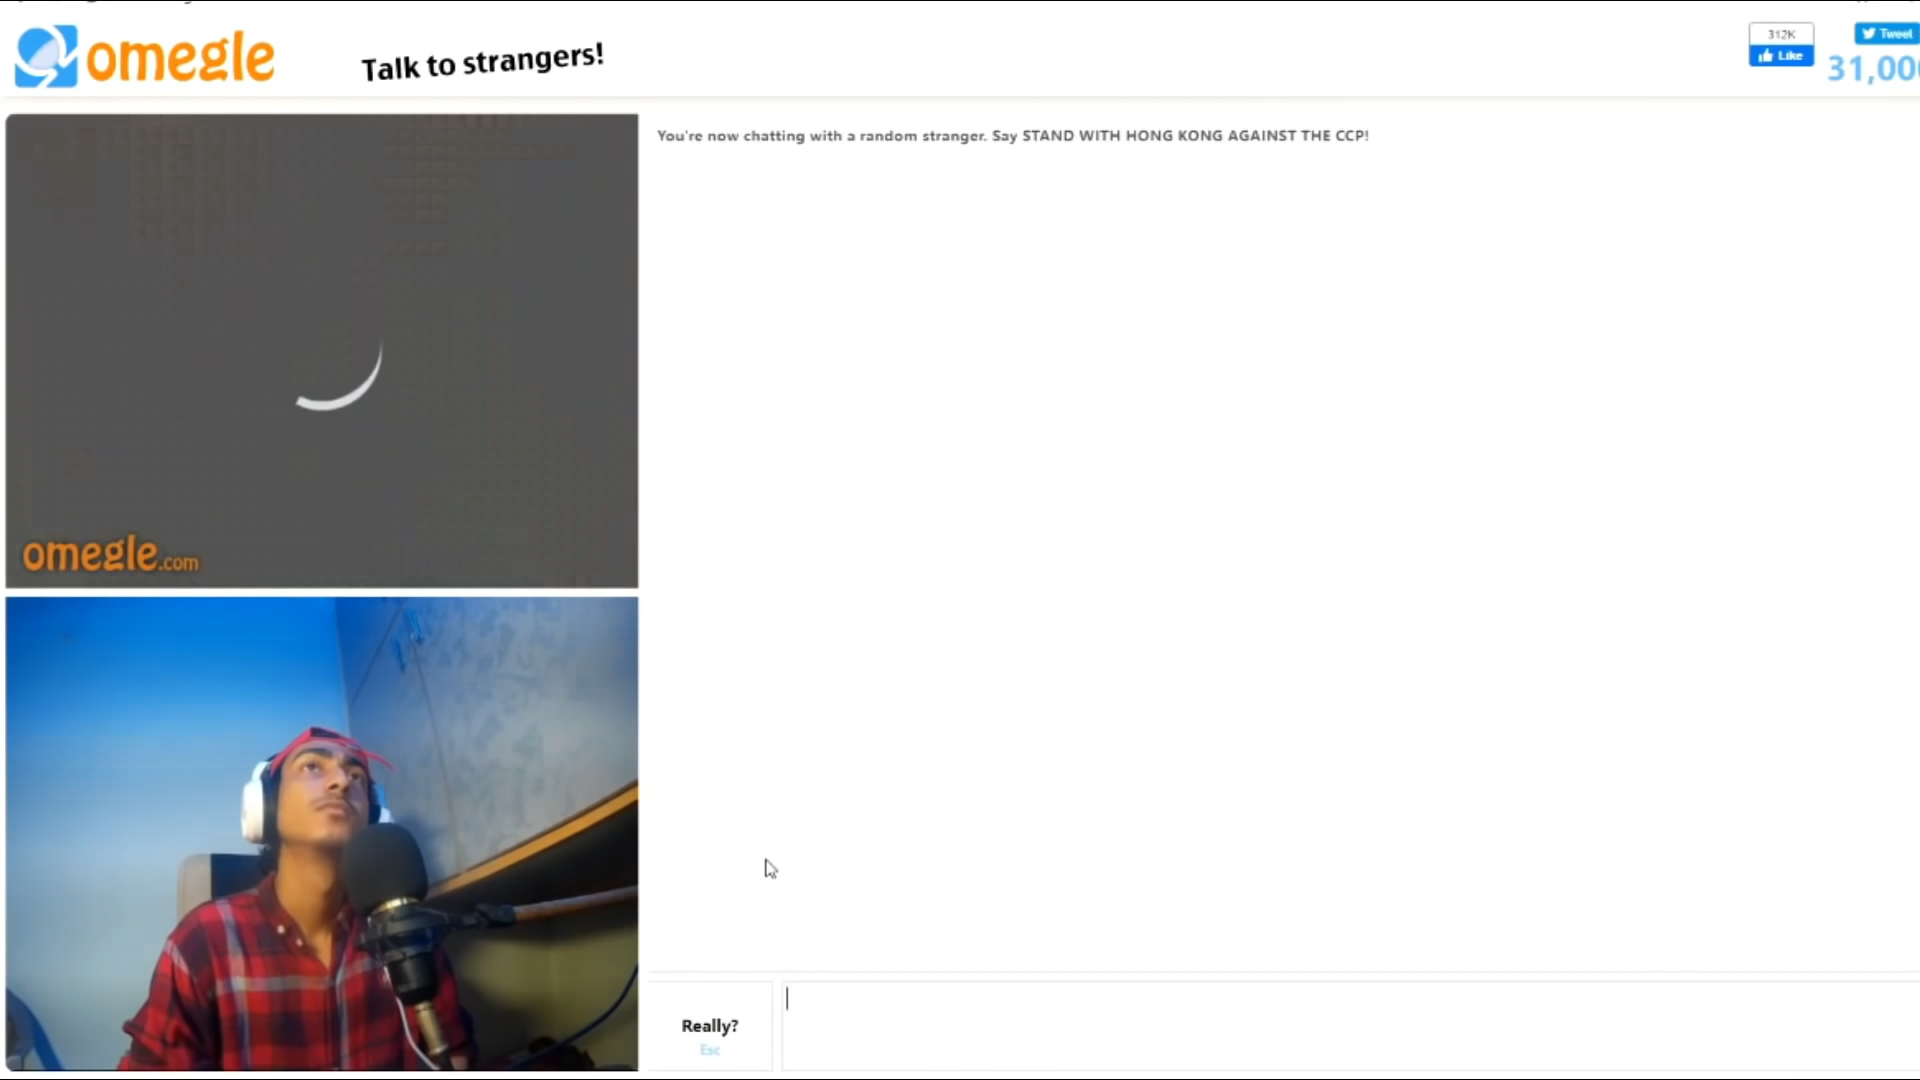 omegle
Talk to strangers!
312K
Like
Tweet
31,00
You're now chatting with a random stranger. Say STAND WITH HONG KONG AGAINST THE CCP!
omegle.com
Really?
Esc